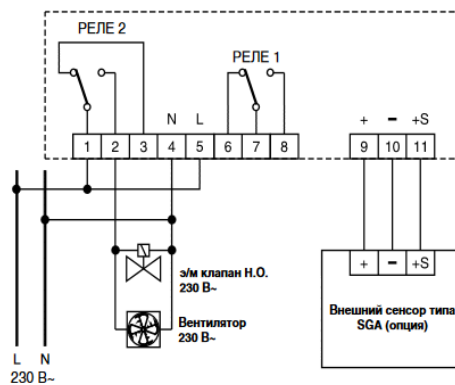 РЕЛЕ 2
РЕЛЕ 1
N L + − +S
1 2 3 4 5 6 7 8 9 10 11
+ − +S
э/м клапан Н.О.
230 В~
Внешний сенсор типа
SGA (опция)
Вентилятор
230 В~
L N
230 В~